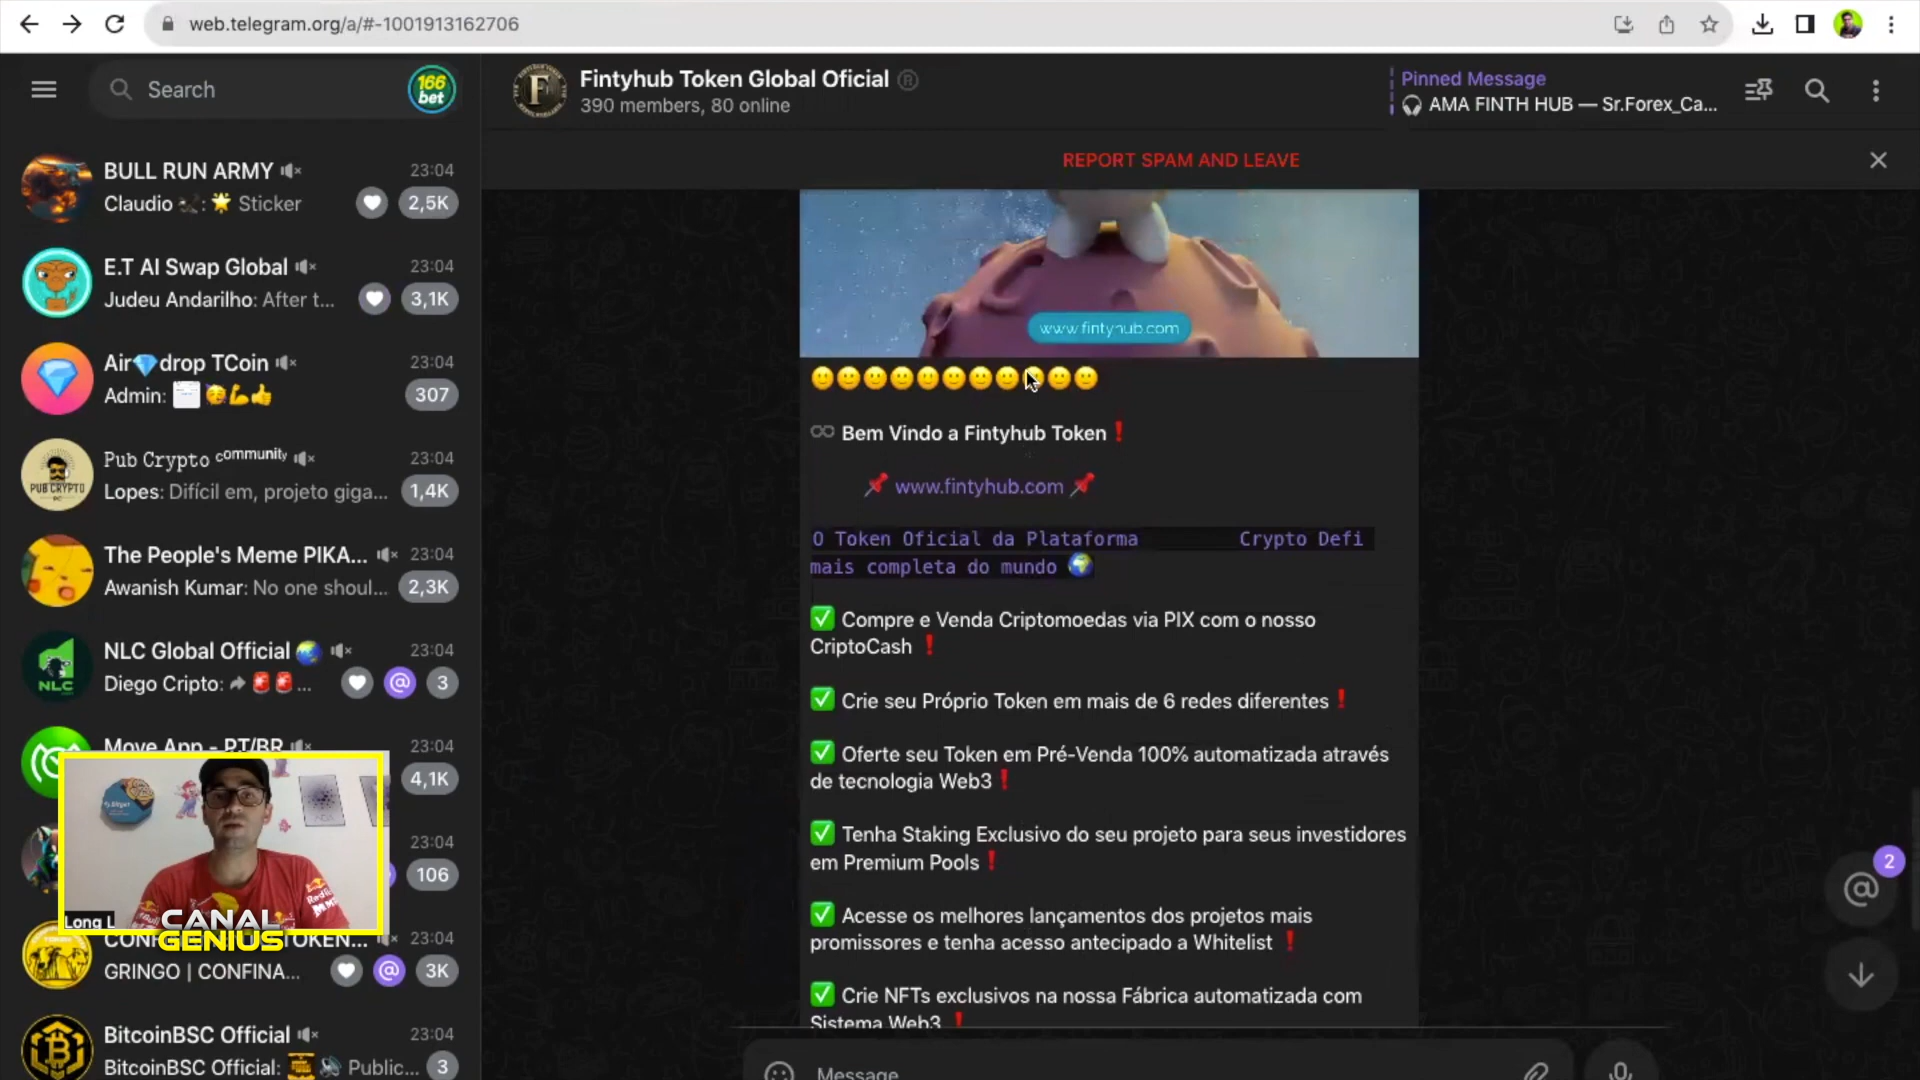 web.telegram.org/a/#-1001913162706
Search
166
bet
BULL RUN ARMY
23:04
Claudio : Sticker
2,5K
E.T AI Swap Global
23:04
Judeu Andarilho: After t...
3,1K
Air💎drop TCoin
23:04
Admin:
307
Pub Crypto community
23:04
Lopes: Difícil em, projeto giga...
1,4K
PUB CRYPTO
The People's Meme PIKA...
23:04
Awanish Kumar: No one shoul...
2,3K
NLC Global Official
23:04
Diego Cripto:
@ 3
NLC
Move App - PT/BR
23:04
4,1K
23:04
106
Long L
CANAL
GENIUS
TOKEN...
23:04
GRINGO | CONFINA...
@ 3K
BitcoinBSC Official
23:04
BitcoinBSC Official: Public...
3
F
Fintyhub Token Global Oficial ®
390 members, 80 online
Pinned Message
AMA FINTH HUB — Sr.Forex_Ca...
REPORT SPAM AND LEAVE
www.fintyhub.com
🙂🙂🙂🙂🙂🙂🙂🙂🙂🙂🙂
Bem Vindo a Fintyhub Token❗
📌 www.fintyhub.com 📌
O Token Oficial da Plataforma Crypto Defi
mais completa do mundo 🌍
✅ Compre e Venda Criptomoedas via PIX com o nosso
CriptoCash ❗
✅ Crie seu Próprio Token em mais de 6 redes diferentes❗
✅ Oferte seu Token em Pré-Venda 100% automatizada através
de tecnologia Web3❗
✅ Tenha Staking Exclusivo do seu projeto para seus investidores
em Premium Pools❗
✅ Acesse os melhores lançamentos dos projetos mais
promissores e tenha acesso antecipado a Whitelist ❗
✅ Crie NFTs exclusivos na nossa Fábrica automatizada com
Sistema Web3 ❗
2
@
Message